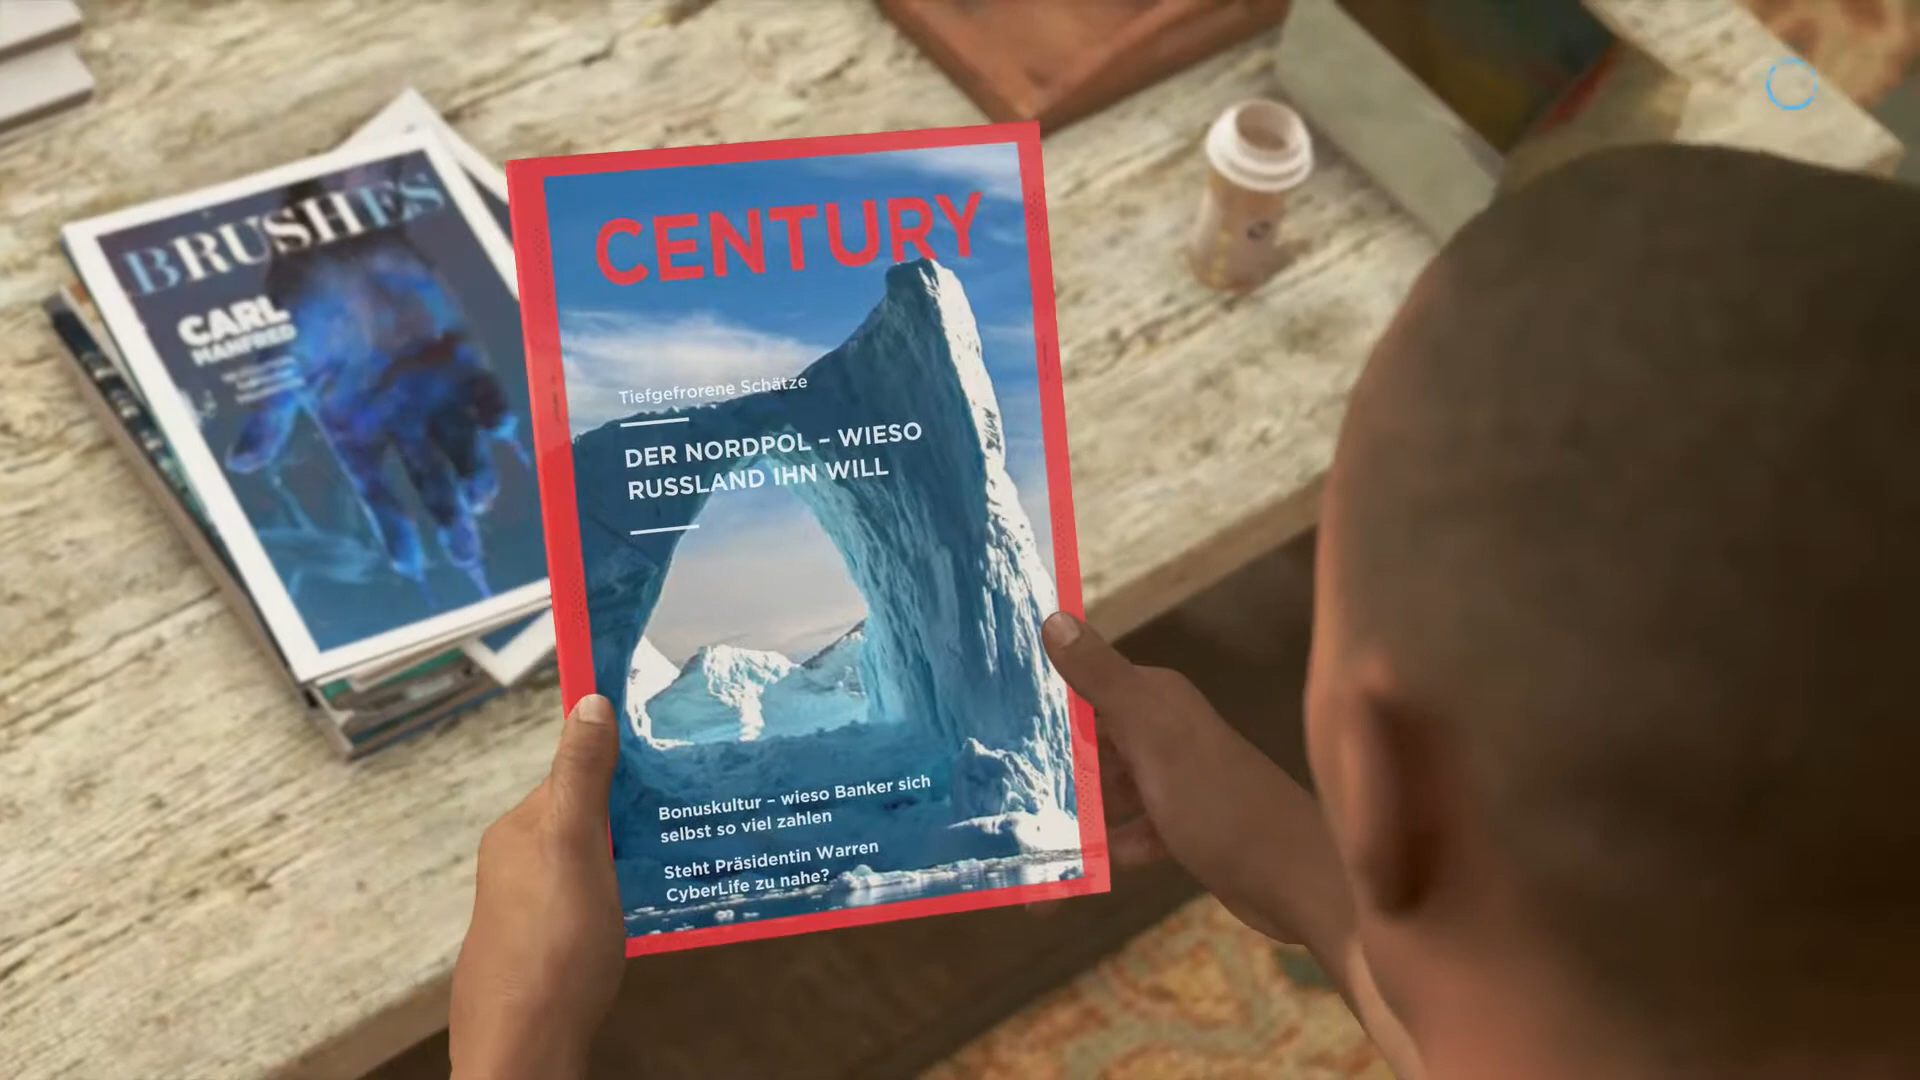 BRUSHES
CARL
MANFRED
CENTURY
Tiefgefrorene Schätze
DER NORDPOL – WIESO
RUSSLAND IHN WILL
Bonuskultur – wieso Banker sich
selbst so viel zahlen
Steht Präsidentin Warren
CyberLife zu nahe?